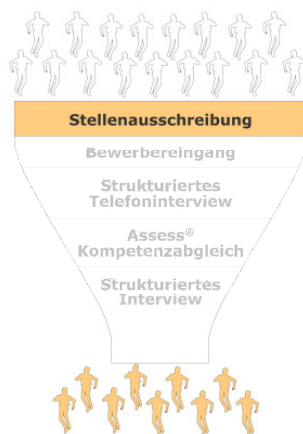 Stellenausschreibung
Bewerbereingang
Strukturiertes
Telefoninterview
Assess®
Kompetenzabgleich
Strukturiertes
Interview